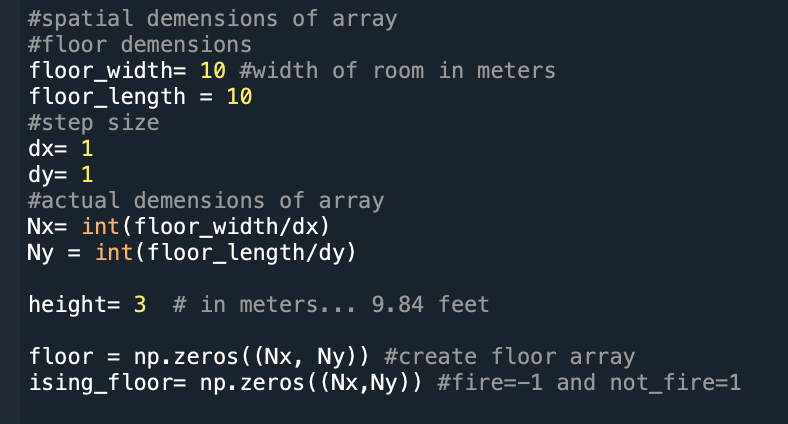 #spatial demensions of array
#floor demensions
floor_width= 10 #width of room in meters
floor_length = 10
#step size
dx= 1
dy= 1
#actual demensions of array
Nx= int(floor_width/dx)
Ny = int(floor_length/dy)
height= 3  # in meters... 9.84 feet
floor = np.zeros((Nx, Ny)) #create floor array
ising_floor= np.zeros((Nx,Ny)) #fire=-1 and not_fire=1